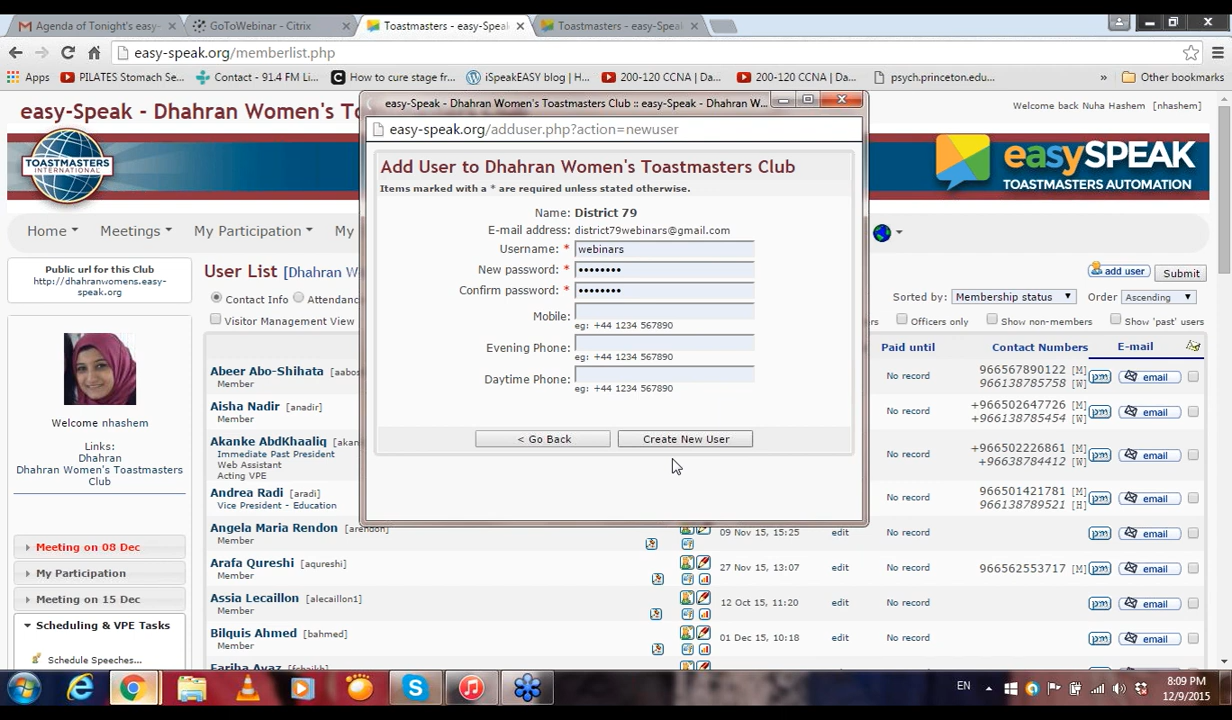 Agenda of Tonight's easy-
GoToWebinar - Citrix
Toastmasters - easy-Speak
Toastmasters - easy-Speak
easy-speak.org/memberlist.php
Apps
PILATES Stomach Se...
Contact - 91.4 FM Li...
How to cure stage fr...
iSpeakEASY blog | H...
200-120 CCNA | Da...
200-120 CCNA | Da...
psych.princeton.edu...
»
Other bookmarks
easy-Speak - Dhahran Women's To
Welcome back Nuha Hashem [nhashem]
TOASTMASTERS
INTERNATIONAL
easySPEAK
TOASTMASTERS AUTOMATION
Home
Meetings
My Participation
My
Public url for this Club
http://dhahranwomens.easy-
speak.org
User List [Dhahran W
add user
Submit
Contact Info
Attendanc
Sorted by: Membership status
Order Ascending
Visitor Management View
Officers only
Show non-members
Show 'past' users
Paid until
Contact Numbers
E-mail
easy-Speak - Dhahran Women's Toastmasters Club :: easy-Speak - Dhahran W...
easy-speak.org/adduser.php?action=newuser
Add User to Dhahran Women's Toastmasters Club
Items marked with a * are required unless stated otherwise.
Name: District 79
E-mail address: district79webinars@gmail.com
Username: * webinars
New password: * ••••••••
Confirm password: * ••••••••
Mobile:
eg: +44 1234 567890
Evening Phone:
eg: +44 1234 567890
Daytime Phone:
eg: +44 1234 567890
< Go Back
Create New User
Welcome nhashem
Links:
Dhahran
Dhahran Women's Toastmasters
Club
Meeting on 08 Dec
My Participation
Meeting on 15 Dec
Scheduling & VPE Tasks
Schedule Speeches...
Abeer Abo-Shihata [aabos
Member
No record
966567890122 [M]
966138785758 [W]
pm
email
Aisha Nadir [anadir]
Member
No record
+966502647726 [M]
+966138785454 [W]
pm
email
Akanke AbdKhaaliq [akan
Immediate Past President
Web Assistant
Acting VPE
No record
+966502226861 [M]
+96638784412 [W]
pm
email
Andrea Radi [aradi]
Vice President - Education
No record
966501421781 [M]
966138789521 [H]
pm
email
Angela Maria Rendon [arendon]
Member
09 Nov 15, 15:25
edit
No record
pm
email
Arafa Qureshi [aqureshi]
Member
27 Nov 15, 13:07
edit
No record
966562553717 [M]
pm
email
Assia Lecaillon [alecaillon1]
Member
12 Oct 15, 11:20
edit
No record
pm
email
Bilquis Ahmed [bahmed]
Member
01 Dec 15, 10:18
edit
No record
pm
email
EN
8:09 PM
12/9/2015